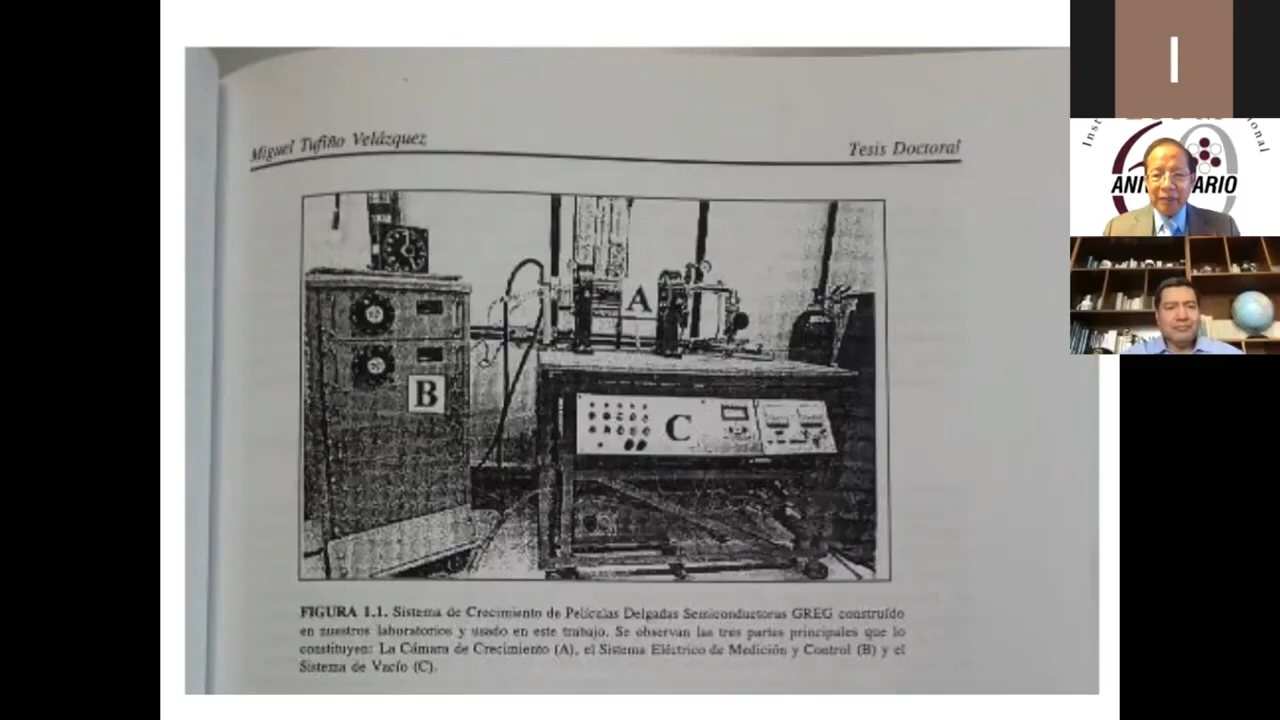 Miguel Tufiño Velázquez
Tesis Doctoral
A
B
C
FIGURA 1.1. Sistema de Crecimiento de Películas Delgadas Semiconductoras GREG construído
en nuestros laboratorios y usado en este trabajo. Se observan las tres partes principales que lo
constituyen: La Cámara de Crecimiento (A), el Sistema Eléctrico de Medición y Control (B) y el
Sistema de Vacío (C).
I
ANIVERSARIO